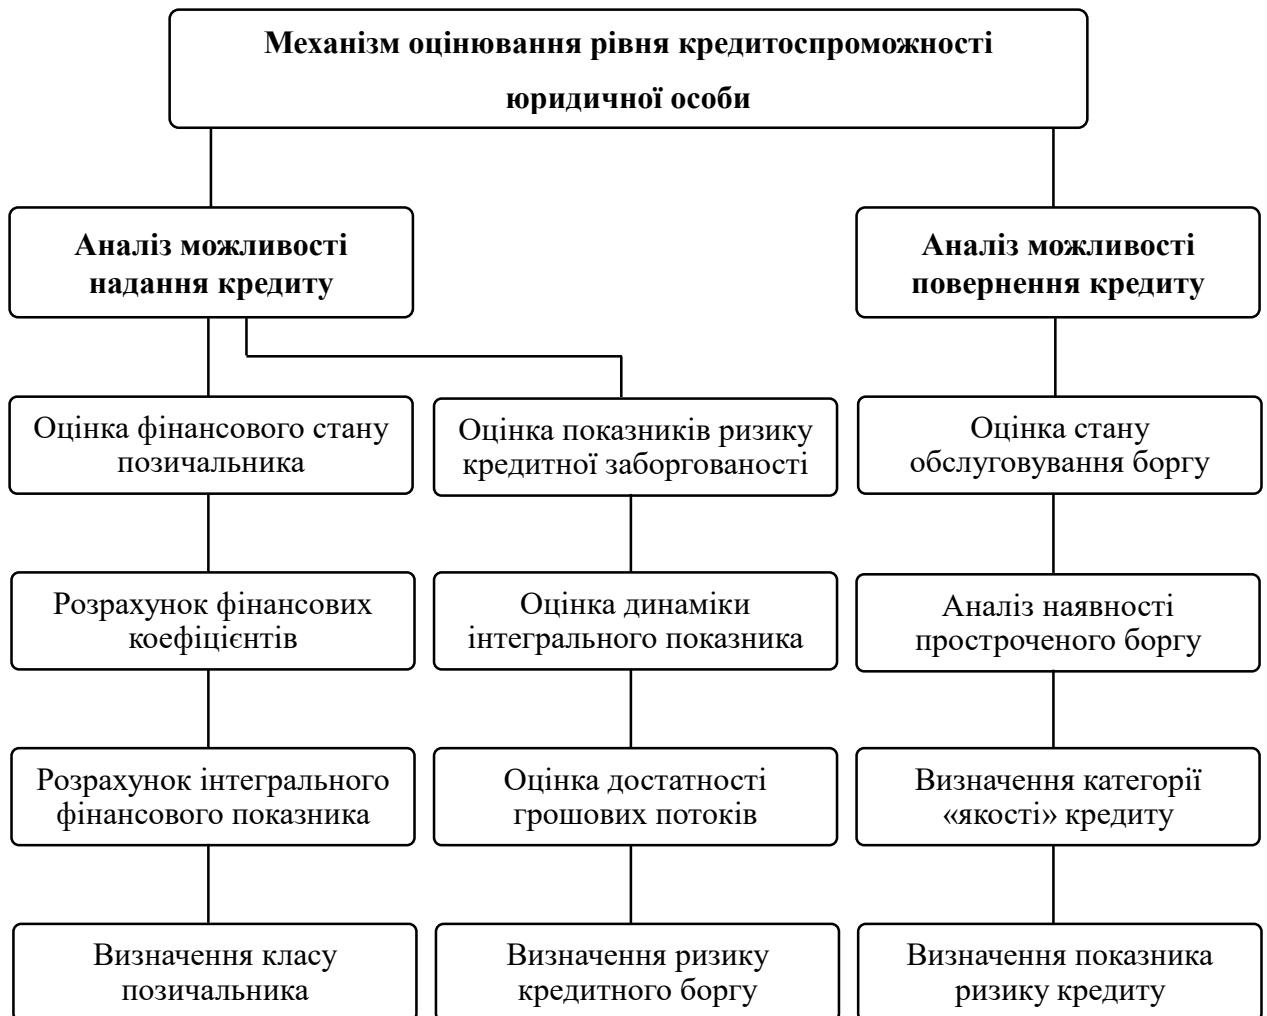 Механізм оцінювання рівня кредитоспроможності
юридичної особи
Аналіз можливості
надання кредиту
Аналіз можливості
повернення кредиту
Оцінка фінансового стану
позичальника
Оцінка показників ризику
кредитної заборгованості
Оцінка стану
обслуговування боргу
Розрахунок фінансових
коефіцієнтів
Оцінка динаміки
інтегрального показника
Аналіз наявності
простроченого боргу
Розрахунок інтегрального
фінансового показника
Оцінка достатності
грошових потоків
Визначення категорії
«якості» кредиту
Визначення класу
позичальника
Визначення ризику
кредитного боргу
Визначення показника
ризику кредиту